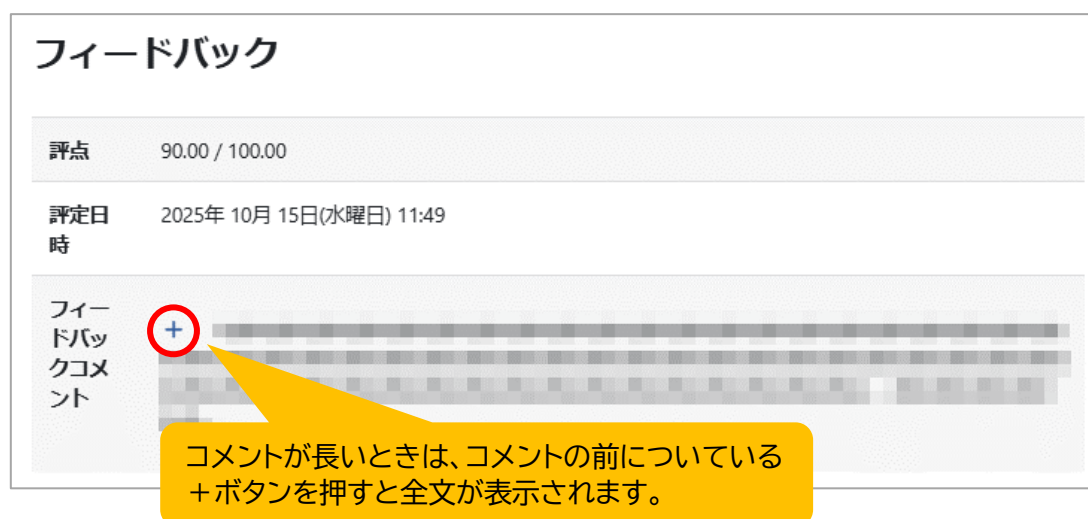 フィードバック
評点 90.00 / 100.00
評定日 2025年 10月 15日(水曜日) 11:49
時
フィー
ドバッ
クコメ
ント
+
コメントが長いときは、コメントの前についている
＋ボタンを押すと全文が表示されます。